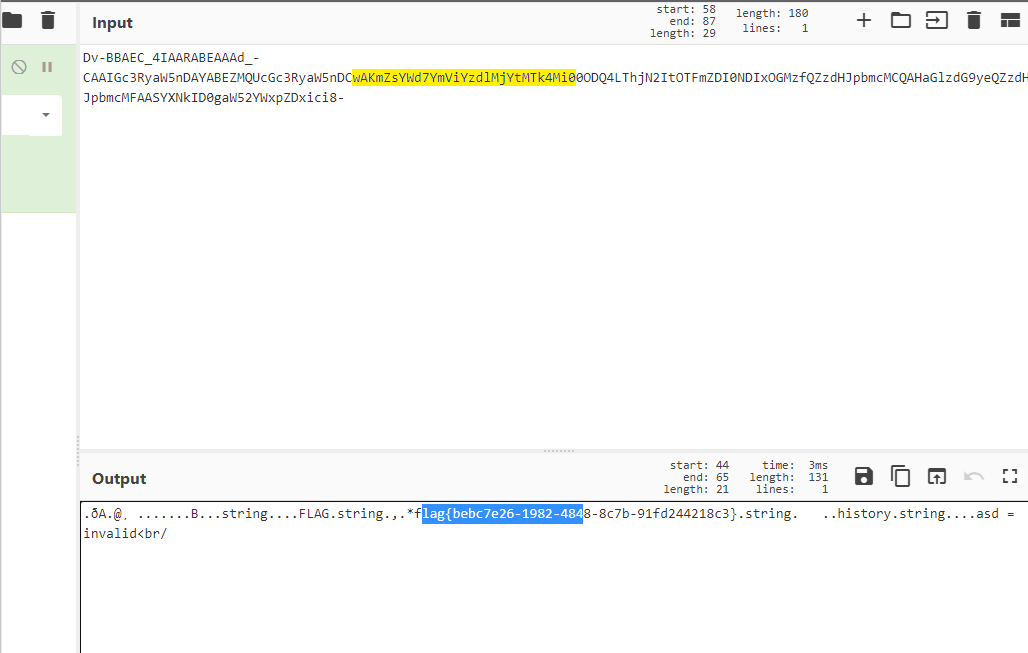 Input
start: 58
end: 87
length: 29
length: 180
lines: 1
Dv-BBAEC_4IAARABEAAAd_-
CAAIGc3RyaW5nDAYABEZMQUcGc3RyaW5nDCwAKmZsYWd7YmViYzdlMjYtMTk4Mi00ODQ4LThjN2ItOTFmZDI0NDIxOGMzfQZzdHJpbmcMCQAHaGlzdG9yeQZzdH
JpbmcMFAASYXNkID0gaW52YWxpZDxici8-
Output
start: 44
end: 65
length: 21
time: 3ms
length: 131
lines: 1
.ðA.@. .......B...string....FLAG.string.,.*flag{bebc7e26-1982-4848-8c7b-91fd244218c3}.string. ..history.string....asd =
invalid<br/